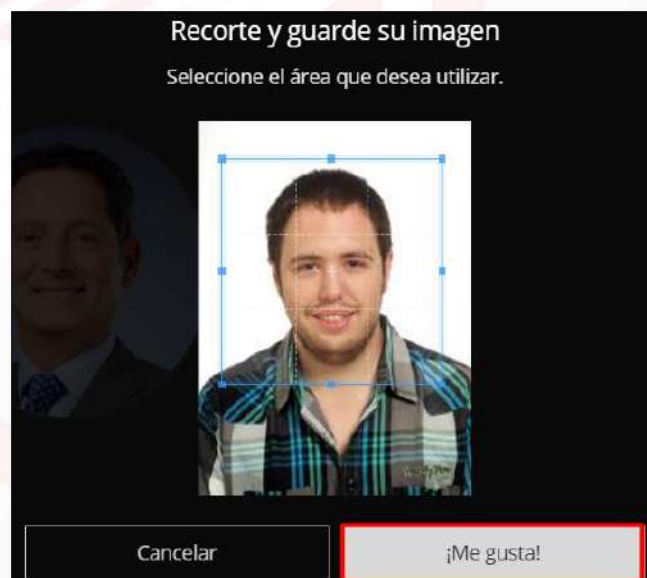 Recorte y guarde su imagen
Seleccione el área que desea utilizar.
Cancelar
¡Me gusta!